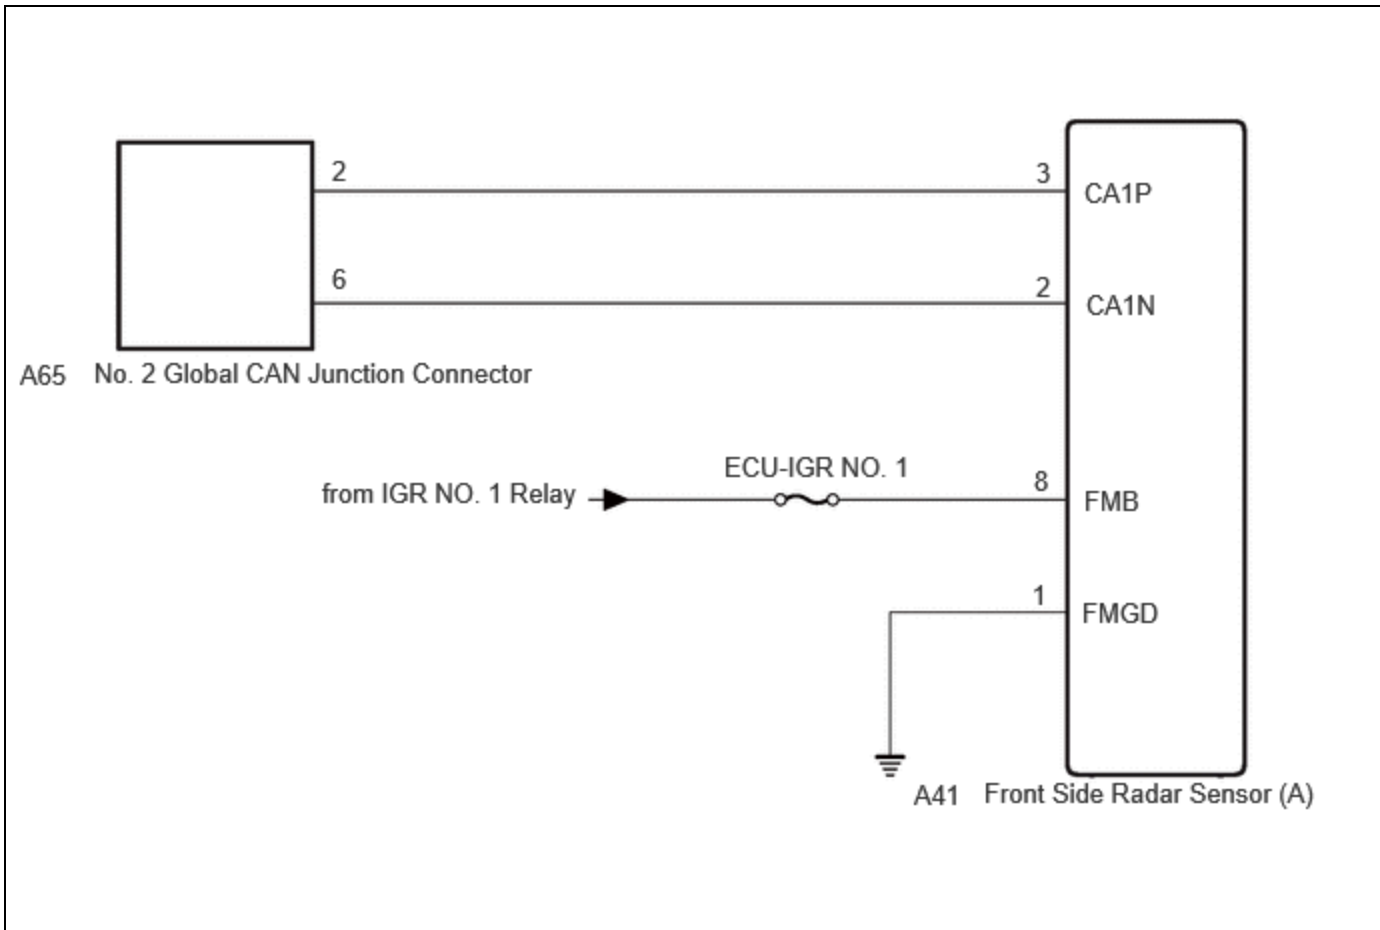 2
3
CA1P
6
2
CA1N
A65 No. 2 Global CAN Junction Connector
ECU-IGR NO. 1
from IGR NO. 1 Relay
8
FMB
1
FMGD
A41 Front Side Radar Sensor (A)